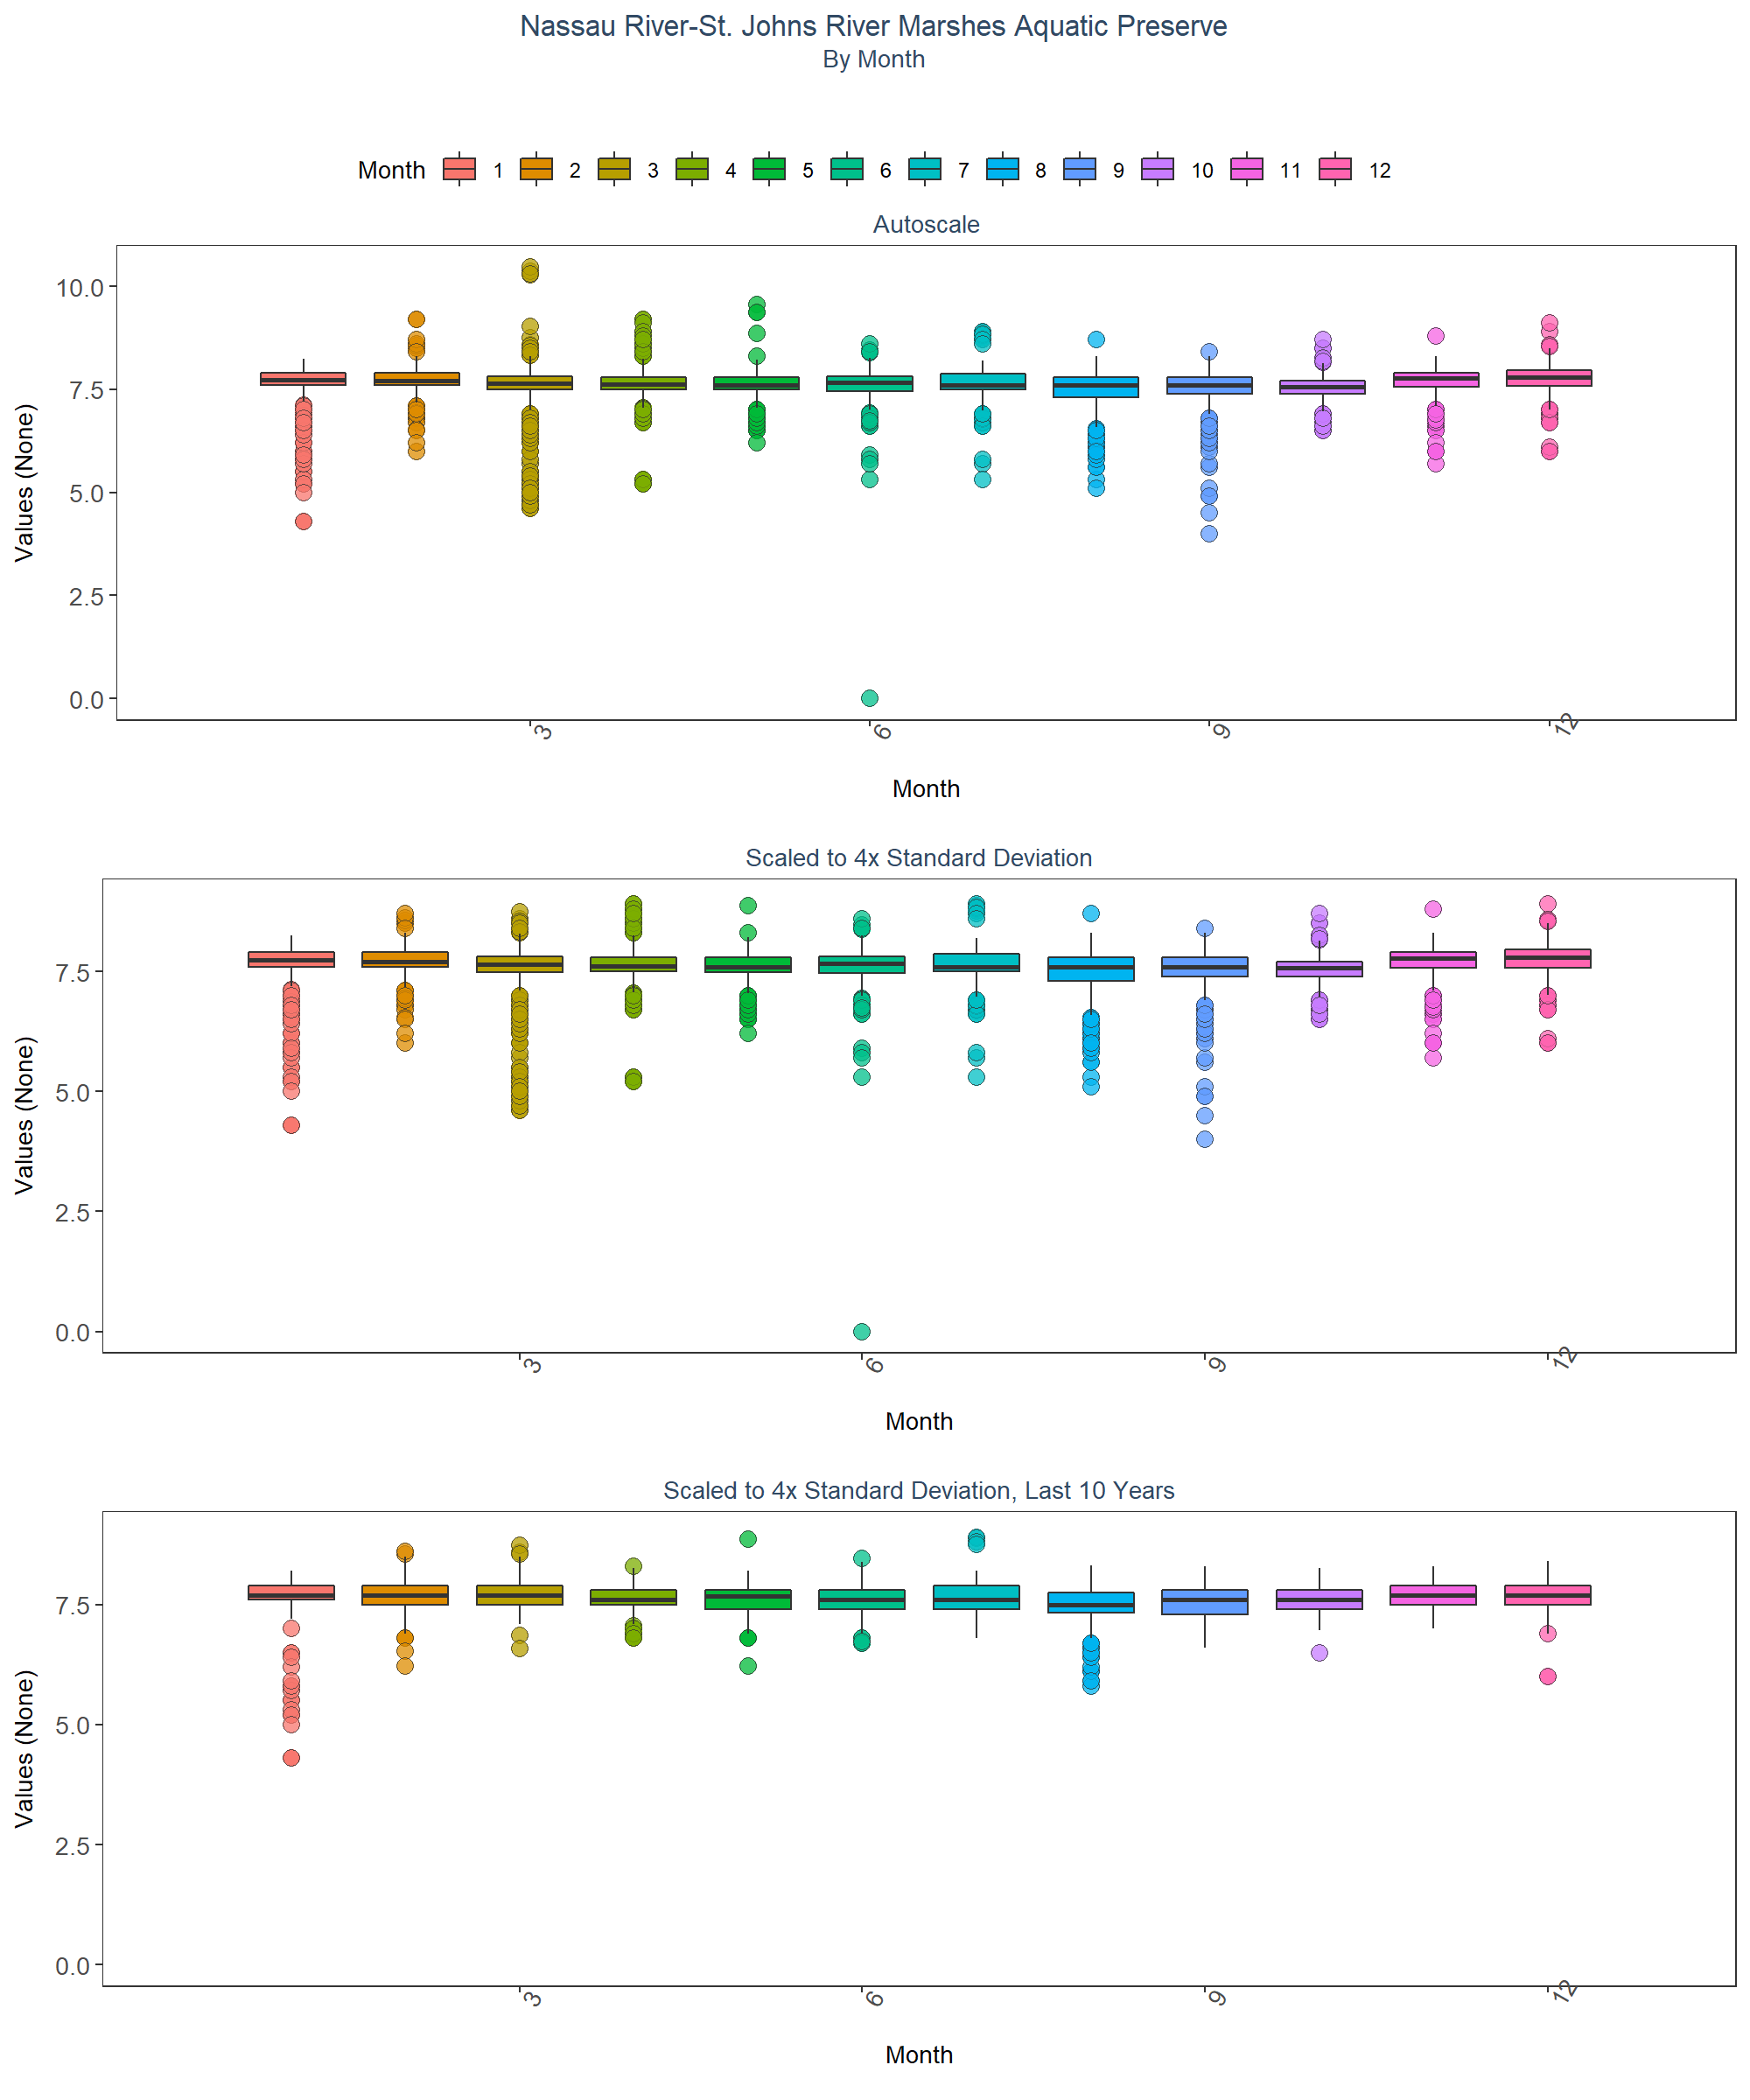 Nassau River-St. Johns River Marshes Aquatic Preserve
By Month
Month 1 2 3 4 5 6 7 8 9 10 11 12
Autoscale
Values (None)
10.0
7.5
5.0
2.5
0.0
3 6 9 12
Month
Scaled to 4x Standard Deviation
Values (None)
7.5
5.0
2.5
0.0
3 6 9 12
Month
Scaled to 4x Standard Deviation, Last 10 Years
Values (None)
7.5
5.0
2.5
0.0
3 6 9 12
Month